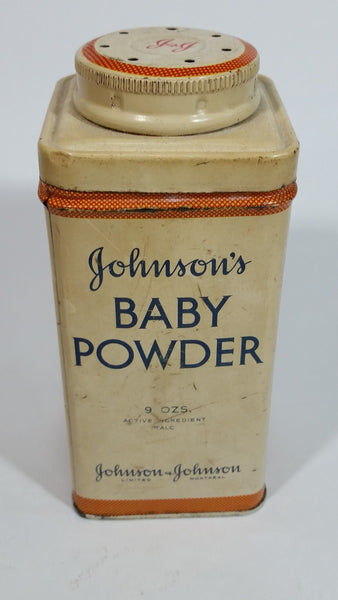 J&J
Johnson's
BABY
POWDER
9 OZS.
ACTIVE INGREDIENT
TALC
Johnson & Johnson
LIMITED MONTREAL